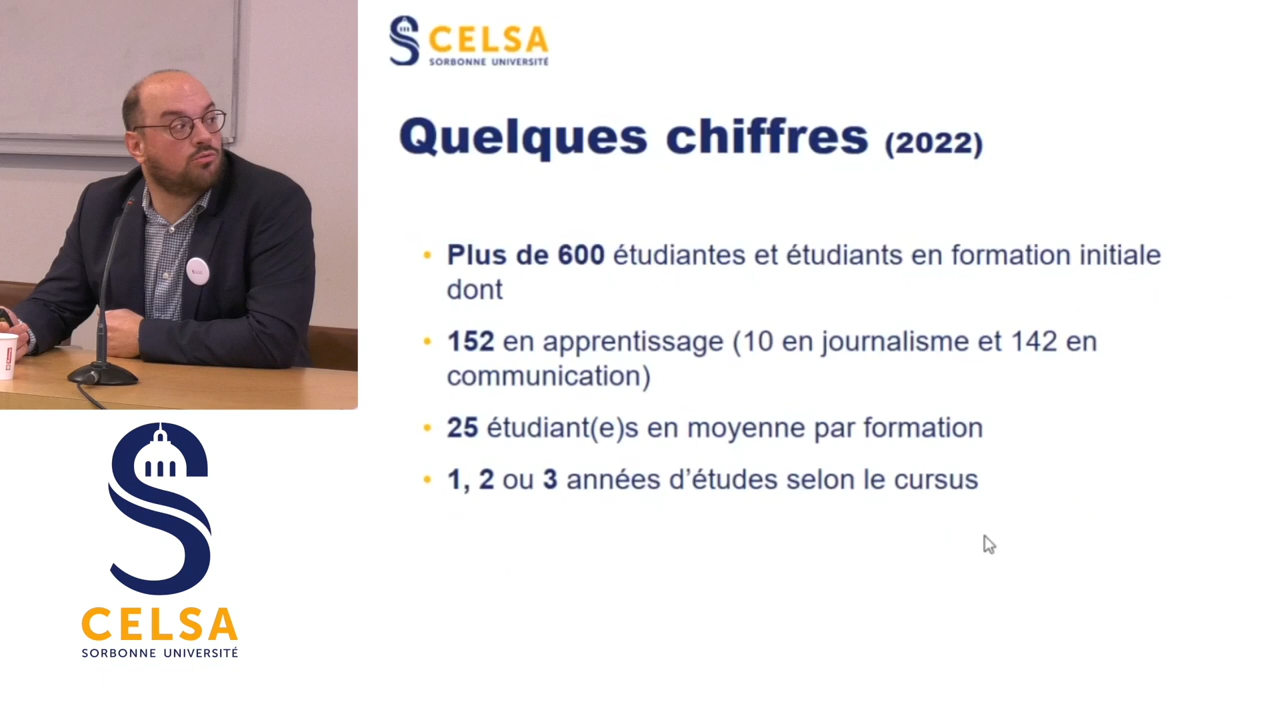 CELSA
SORBONNE UNIVERSITÉ
Quelques chiffres (2022)
• Plus de 600 étudiantes et étudiants en formation initiale
dont
• 152 en apprentissage (10 en journalisme et 142 en
communication)
• 25 étudiant(e)s en moyenne par formation
• 1, 2 ou 3 années d’études selon le cursus
CELSA
SORBONNE UNIVERSITÉ